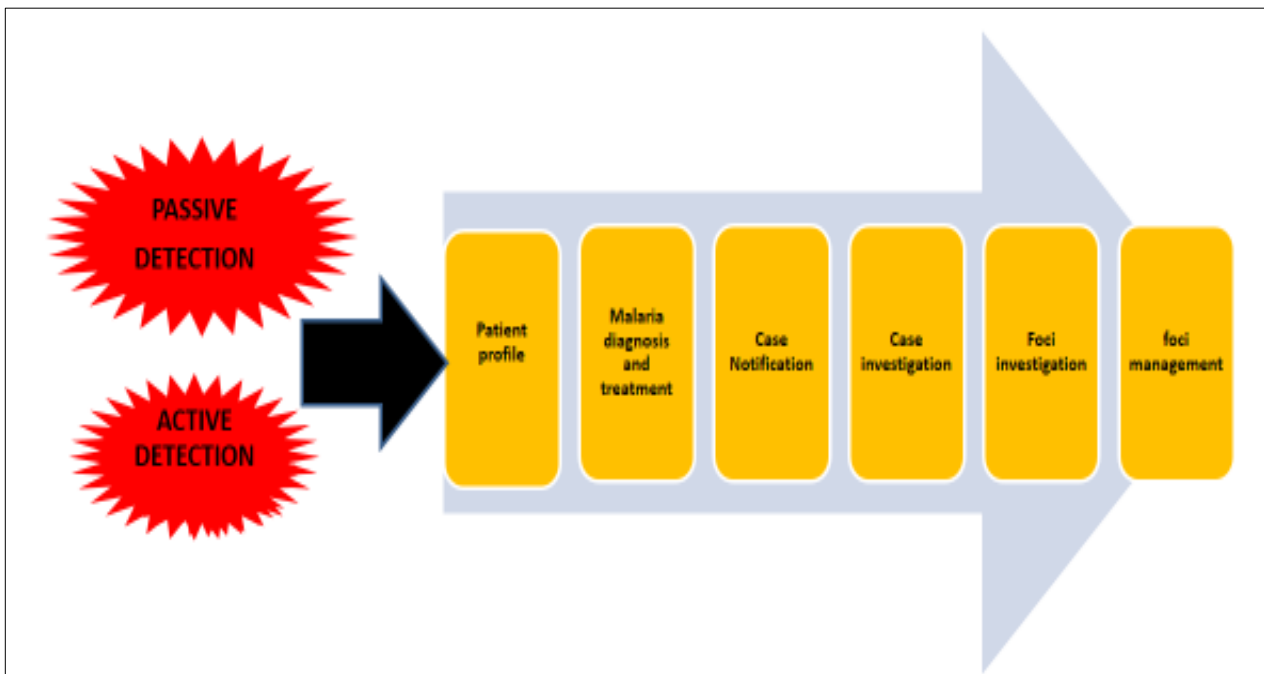 PASSIVE
DETECTION
ACTIVE
DETECTION
Patient
profile
Malaria
diagnosis
and
treatment
Case
Notification
Case
investigation
Foci
investigation
foci
management